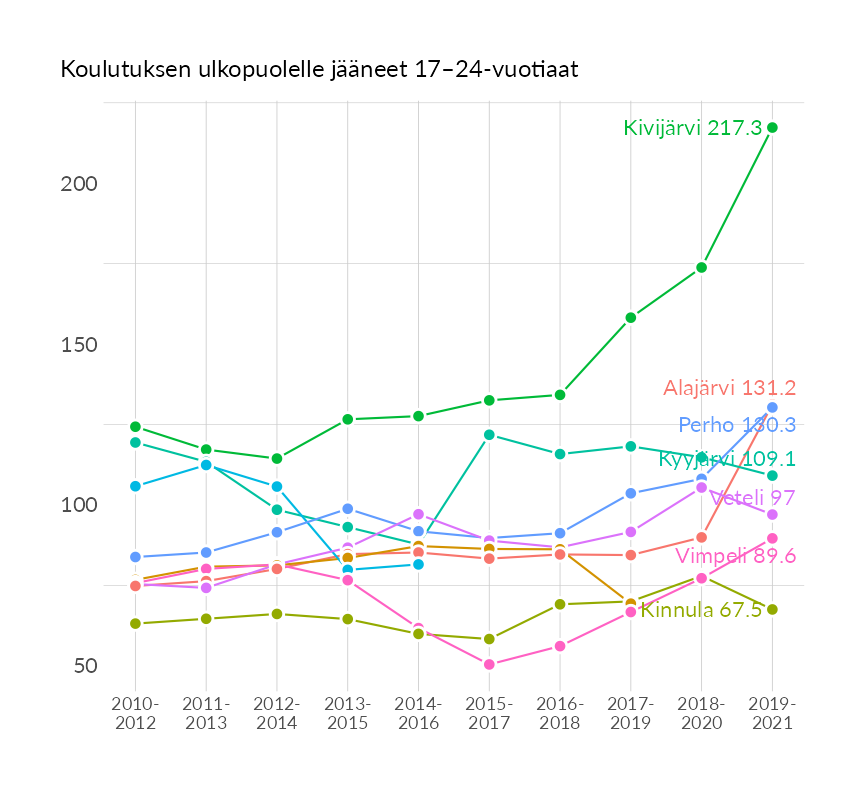 Koulutuksen ulkopuolelle jääneet 17–24-vuotiaat
Kivijärvi 217.3
200
150
Alajärvi 131.2
Perho 130.3
Kyyjärvi 109.1
Veteli 97
100
Vimpeli 89.6
Kinnula 67.5
50
2010- 2011- 2012- 2013- 2014- 2015- 2016- 2017- 2018- 2019-
2012 2013 2014 2015 2016 2017 2018 2019 2020 2021